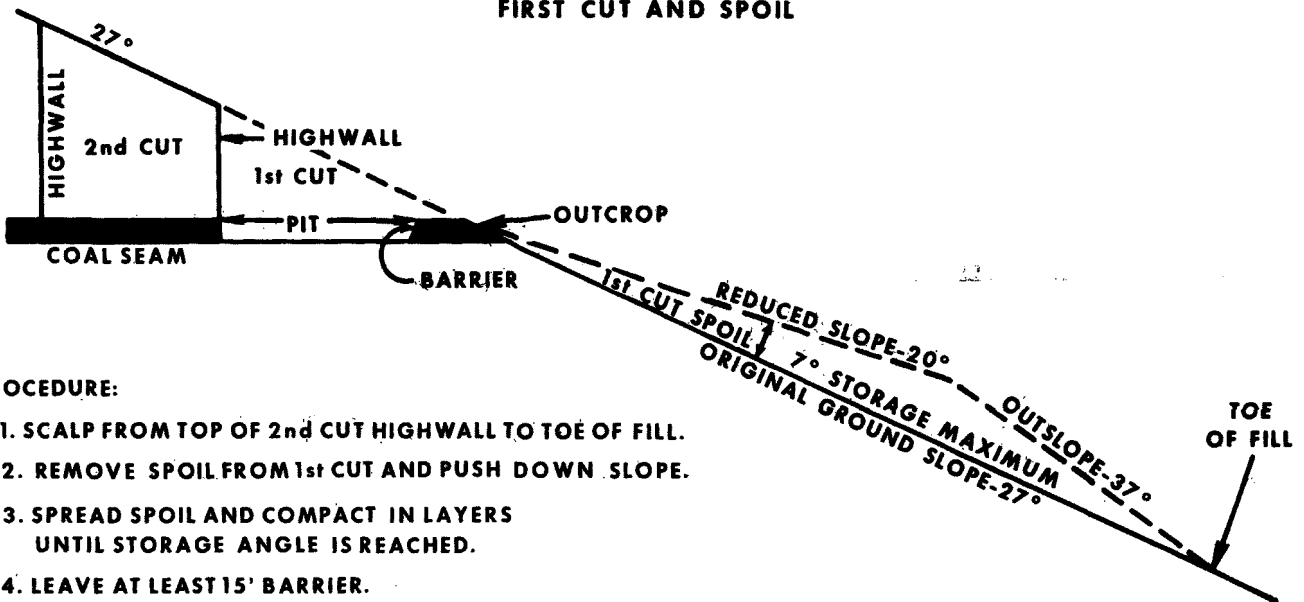 FIRST CUT AND SPOIL
27°
HIGHWALL
2nd CUT
HIGHWALL
1st CUT
PIT
OUTCROP
COAL SEAM
BARRIER
1st CUT SPOIL
REDUCED SLOPE-20°
7° STORAGE MAXIMUM
ORIGINAL GROUND SLOPE-27°
OUTSLOPE-37°
TOE
OF FILL
OCEDURE:
1. SCALP FROM TOP OF 2nd CUT HIGHWALL TO TOE OF FILL.
2. REMOVE SPOIL FROM 1st CUT AND PUSH DOWN SLOPE.
3. SPREAD SPOIL AND COMPACT IN LAYERS
UNTIL STORAGE ANGLE IS REACHED.
4. LEAVE AT LEAST 15' BARRIER.